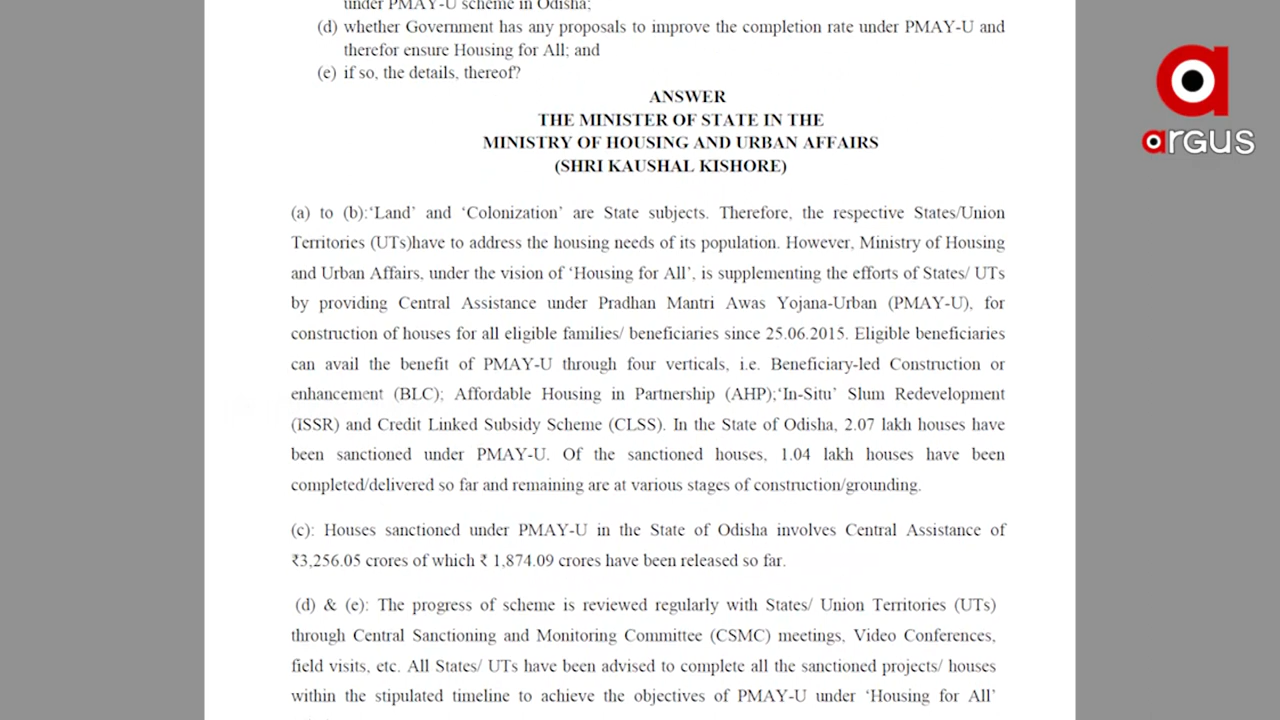 under PMAY-U scheme in Odisha;
(d) whether Government has any proposals to improve the completion rate under PMAY-U and
therefor ensure Housing for All; and
(e) if so, the details, thereof?
ANSWER
THE MINISTER OF STATE IN THE
MINISTRY OF HOUSING AND URBAN AFFAIRS
(SHRI KAUSHAL KISHORE)
(a) to (b):‘Land’ and ‘Colonization’ are State subjects. Therefore, the respective States/Union
Territories (UTs)have to address the housing needs of its population. However, Ministry of Housing
and Urban Affairs, under the vision of ‘Housing for All’, is supplementing the efforts of States/ UTs
by providing Central Assistance under Pradhan Mantri Awas Yojana-Urban (PMAY-U), for
construction of houses for all eligible families/ beneficiaries since 25.06.2015. Eligible beneficiaries
can avail the benefit of PMAY-U through four verticals, i.e. Beneficiary-led Construction or
enhancement (BLC); Affordable Housing in Partnership (AHP);‘In-Situ’ Slum Redevelopment
(ISSR) and Credit Linked Subsidy Scheme (CLSS). In the State of Odisha, 2.07 lakh houses have
been sanctioned under PMAY-U. Of the sanctioned houses, 1.04 lakh houses have been
completed/delivered so far and remaining are at various stages of construction/grounding.
(c): Houses sanctioned under PMAY-U in the State of Odisha involves Central Assistance of
₹3,256.05 crores of which ₹ 1,874.09 crores have been released so far.
(d) & (e): The progress of scheme is reviewed regularly with States/ Union Territories (UTs)
through Central Sanctioning and Monitoring Committee (CSMC) meetings, Video Conferences,
field visits, etc. All States/ UTs have been advised to complete all the sanctioned projects/ houses
within the stipulated timeline to achieve the objectives of PMAY-U under ‘Housing for All’
a
argus